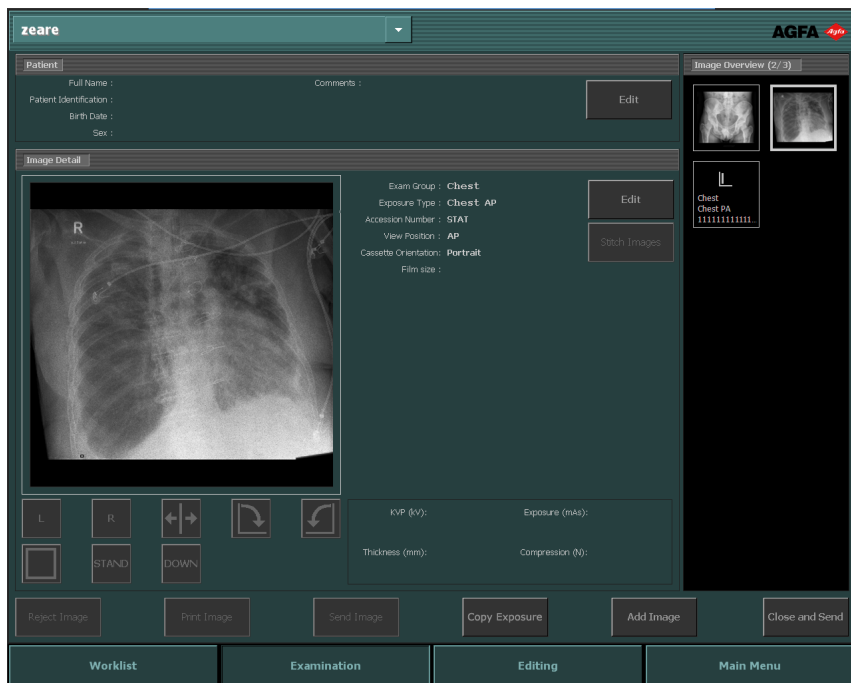 zeare
AGFA Agfa
Patient
Full Name :
Comments :
Patient Identification :
Birth Date :
Sex :
Edit
Image Overview (2/3)
Image Detail
R
Exam Group : Chest
Exposure Type : Chest AP
Accession Number : STAT
View Position : AP
Cassette Orientation: Portrait
Film size :
Edit
Stitch Images
L
Chest
Chest PA
111111111111...
L
R
STAND
DOWN
KVP (kV):
Exposure (mAs):
Thickness (mm):
Compression (N):
Reject Image
Print Image
Send Image
Copy Exposure
Add Image
Close and Send
Worklist
Examination
Editing
Main Menu